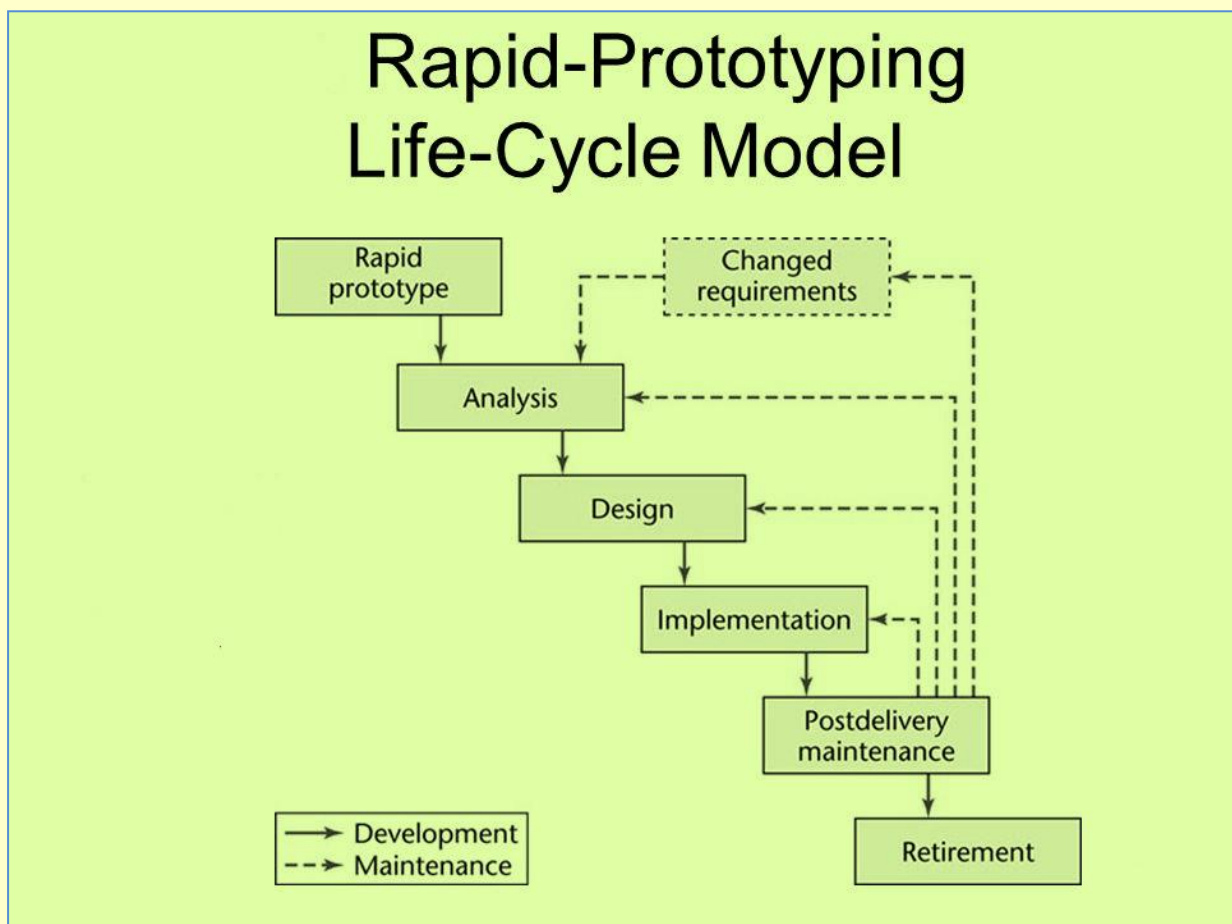 Rapid-Prototyping
Life-Cycle Model
Rapid
prototype
Changed
requirements
Analysis
Design
Implementation
Postdelivery
maintenance
Development
Maintenance
Retirement